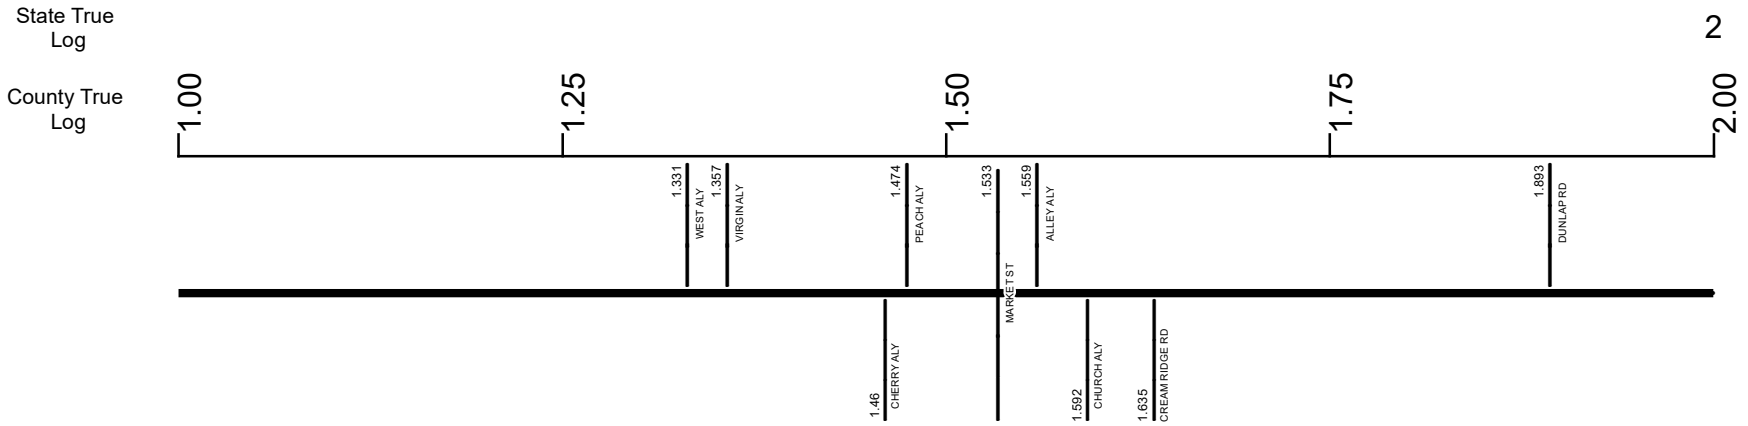 State True
Log
2
County True
Log
1.00
1.25
1.50
1.75
2.00
1.331
WEST ALY
1.357
VIRGIN ALY
1.474
PEACH ALY
1.533
MARKET ST
1.559
ALLEY ALY
1.893
DUNLAP RD
1.46
CHERRY ALY
1.592
CHURCH ALY
1.635
CREAM RIDGE RD